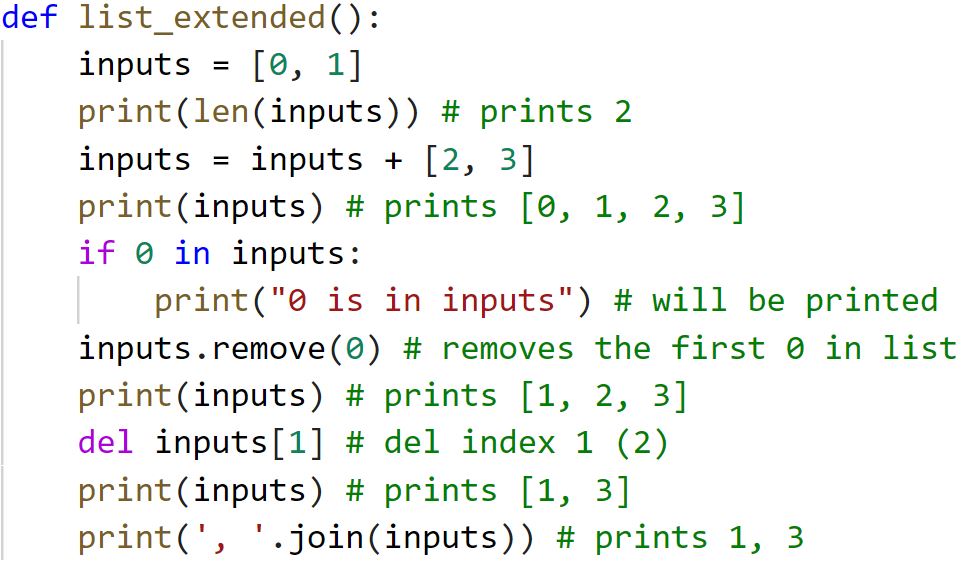 def list_extended():
    inputs = [0, 1]
    print(len(inputs)) # prints 2
    inputs = inputs + [2, 3]
    print(inputs) # prints [0, 1, 2, 3]
    if 0 in inputs:
        print("0 is in inputs") # will be printed
    inputs.remove(0) # removes the first 0 in list
    print(inputs) # prints [1, 2, 3]
    del inputs[1] # del index 1 (2)
    print(inputs) # prints [1, 3]
    print(', '.join(inputs)) # prints 1, 3